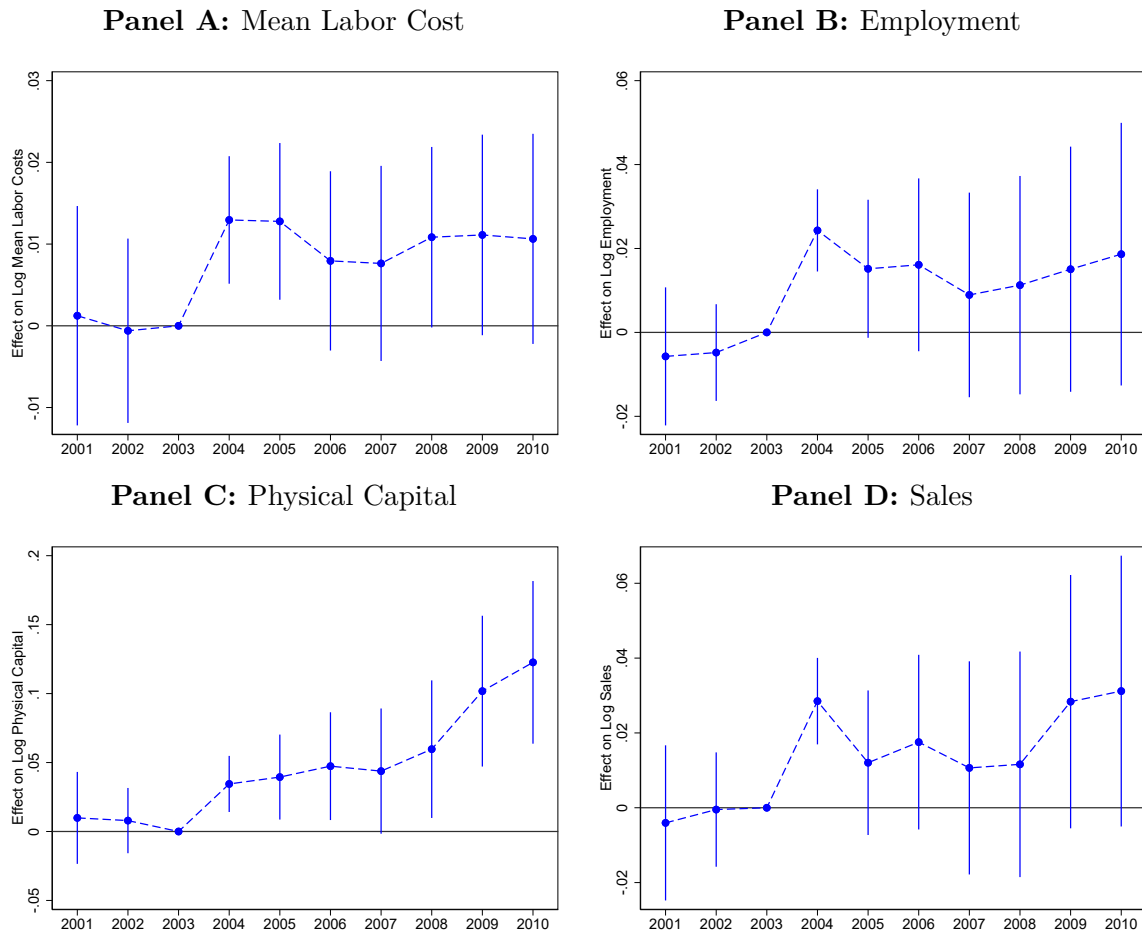 Panel A: Mean Labor Cost
Effect on Log Mean Labor Costs
.03
.02
.01
0
-.01
2001 2002 2003 2004 2005 2006 2007 2008 2009 2010
Panel B: Employment
Effect on Log Employment
.06
.04
.02
0
-.02
2001 2002 2003 2004 2005 2006 2007 2008 2009 2010
Panel C: Physical Capital
Effect on Log Physical Capital
.2
.15
.1
.05
0
-.05
2001 2002 2003 2004 2005 2006 2007 2008 2009 2010
Panel D: Sales
Effect on Log Sales
.06
.04
.02
0
-.02
2001 2002 2003 2004 2005 2006 2007 2008 2009 2010